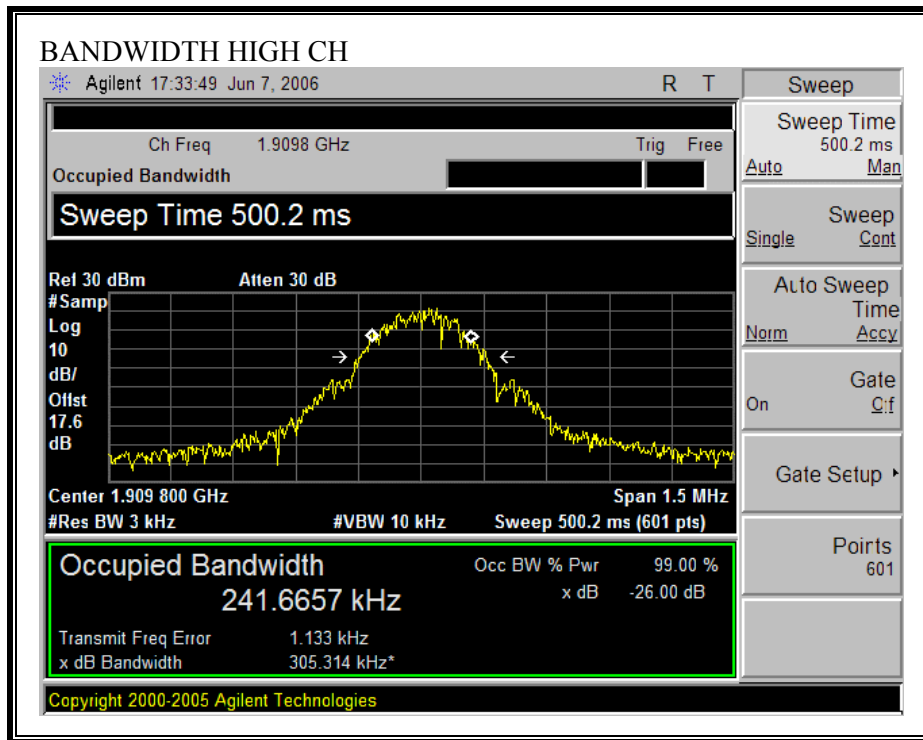 BANDWIDTH HIGH CH
Agilent 17:33:49 Jun 7, 2006 R T
Ch Freq 1.9098 GHz Trig Free
Occupied Bandwidth
Sweep Time 500.2 ms
Ref 30 dBm Atten 30 dB
#Samp
Log
10
dB/
Offst
17.6
dB
Center 1.909 800 GHz Span 1.5 MHz
#Res BW 3 kHz #VBW 10 kHz Sweep 500.2 ms (601 pts)
Occupied Bandwidth
241.6657 kHz
Occ BW % Pwr 99.00 %
x dB -26.00 dB
Transmit Freq Error 1.133 kHz
x dB Bandwidth 305.314 kHz*
Copyright 2000-2005 Agilent Technologies
Sweep
Sweep Time
500.2 ms
Auto Man
Sweep
Single Cont
Auto Sweep
Time
Norm Accy
Gate
On Off
Gate Setup
Points
601